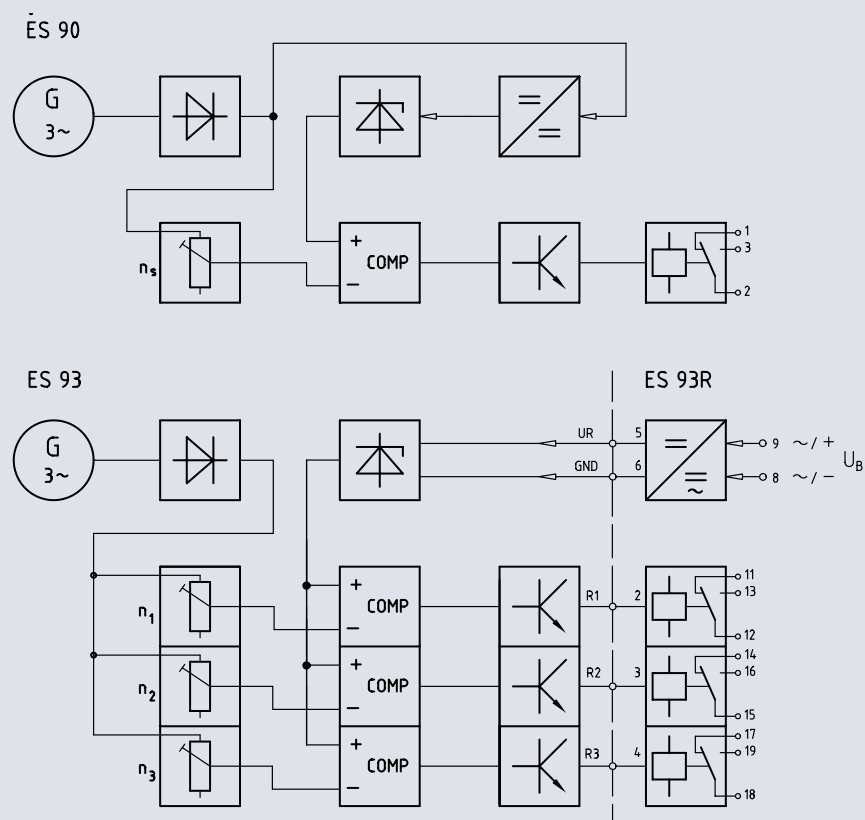 ES 90
G
3~
n_s
+
COMP
−
1
3
2
ES 93
ES 93R
G
3~
UR
5
9 ~/+
GND
6
8 ~/−
U_B
n_1
+
COMP
−
R1
2
11
13
12
n_2
+
COMP
−
R2
3
14
16
15
n_3
+
COMP
−
R3
4
17
19
18